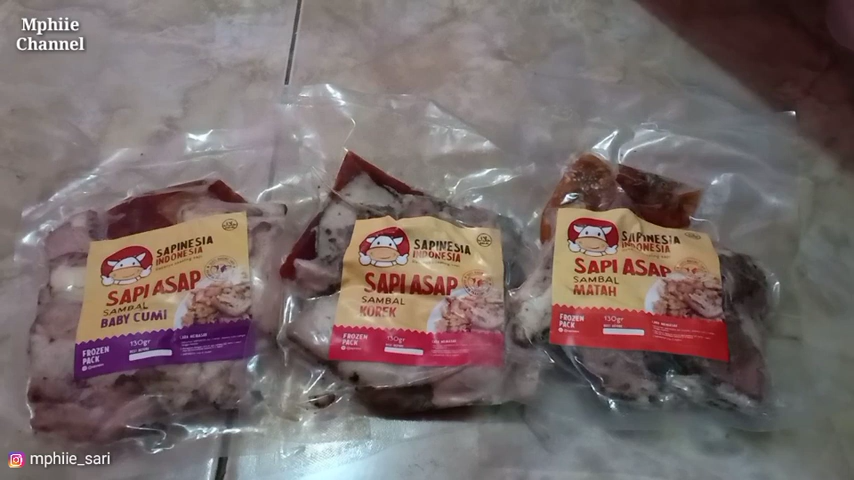 Mphiie
Channel
SAPINESIA
INDONESIA
SAPI ASAP
SAMBAL
BABY CUMI
FROZEN
PACK
130gr
SAPINESIA
INDONESIA
SAPI ASAP
SAMBAL
KOREK
FROZEN
PACK
130gr
SAPINESIA
INDONESIA
SAPI ASAP
SAMBAL
MATAH
FROZEN
PACK
130gr
mphiie_sari